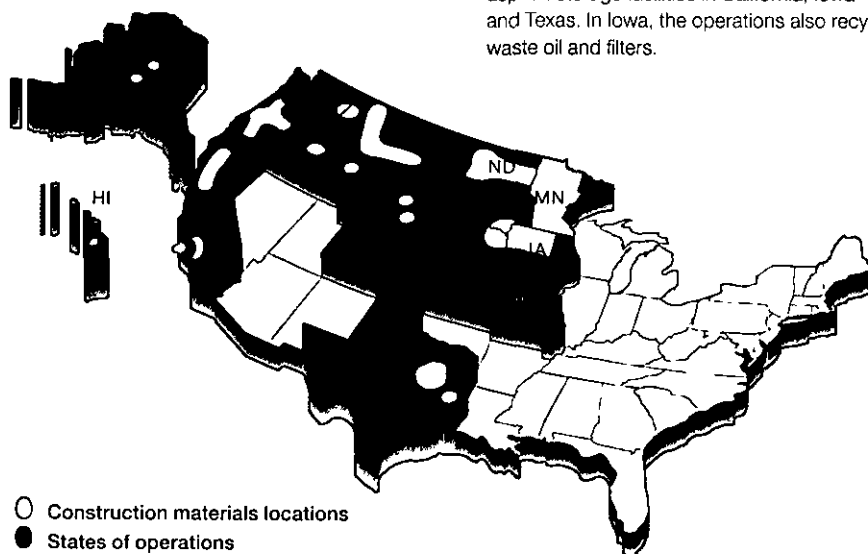 and Texas. In Iowa, the operations also recy
waste oil and filters.
ND
MN
HI
IA
Construction materials locations
States of operations